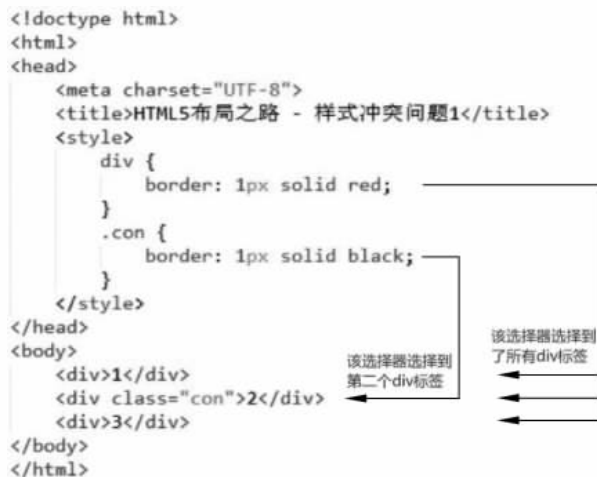 <!doctype html>
<html>
<head>
    <meta charset="UTF-8">
    <title>HTML5布局之路 - 样式冲突问题1</title>
    <style>
        div {
            border: 1px solid red;
        }
        .con {
            border: 1px solid black;
        }
    </style>
</head>
<body>
    <div>1</div>
    <div class="con">2</div>
    <div>3</div>
</body>
</html>
该选择器选择到
第二个div标签
该选择器选择到
了所有div标签